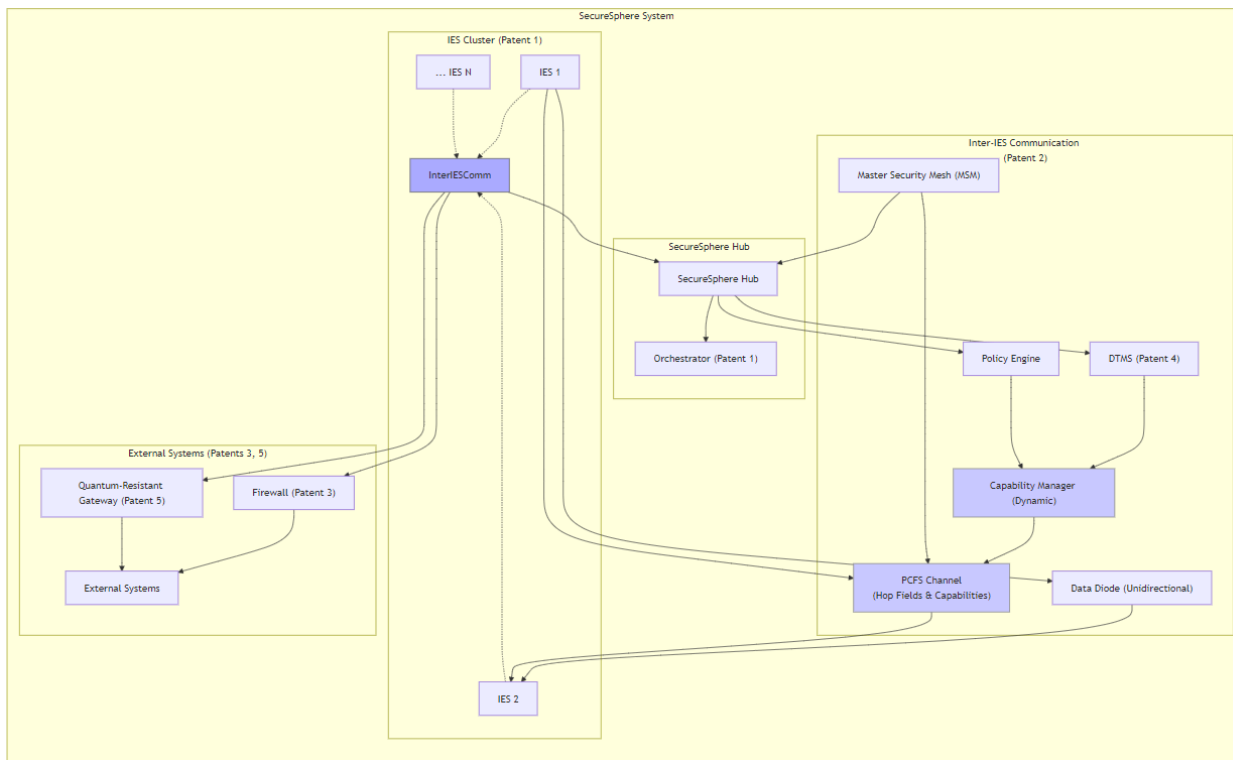 SecureSphere System
IES Cluster (Patent 1)
... IES N
IES 1
InterIESComm
Inter-IES Communication
(Patent 2)
Master Security Mesh (MSM)
SecureSphere Hub
SecureSphere Hub
Orchestrator (Patent 1)
Policy Engine
DTMS (Patent 4)
External Systems (Patents 3, 5)
Quantum-Resistant
Gateway (Patent 5)
Firewall (Patent 3)
Capability Manager
(Dynamic)
External Systems
PCFS Channel
(Hop Fields & Capabilities)
Data Diode (Unidirectional)
IES 2